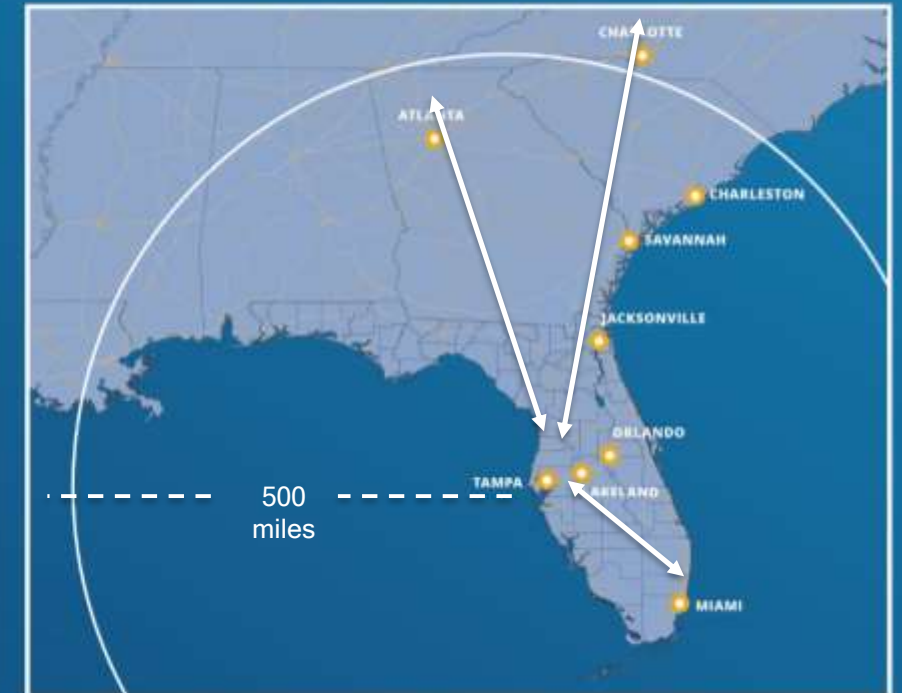 CHARLOTTE
ATLANTA
CHARLESTON
SAVANNAH
JACKSONVILLE
ORLANDO
TAMPA
LAKELAND
500
miles
MIAMI